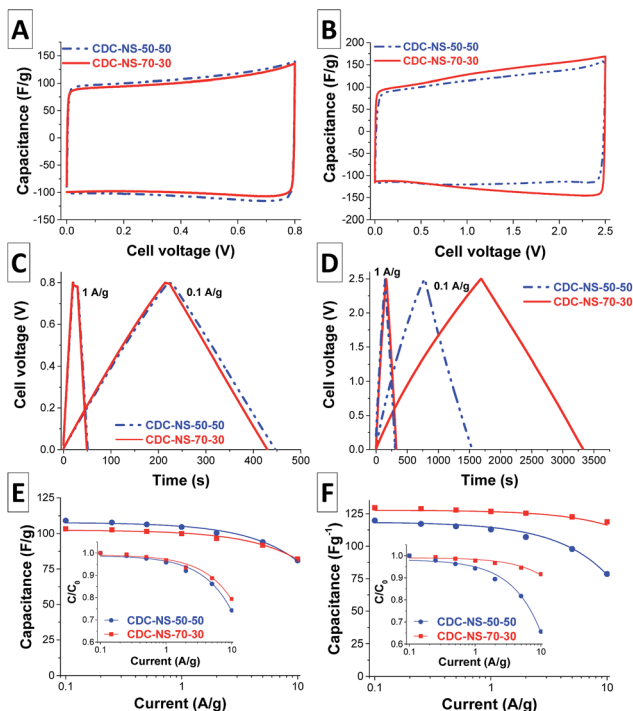 A
CDC-NS-50-50
CDC-NS-70-30
Capacitance (F/g)
150
100
50
0
-50
-100
-150
0.0 0.2 0.4 0.6 0.8
Cell voltage (V)
B
CDC-NS-50-50
CDC-NS-70-30
Capacitance (F/g)
200
150
100
50
0
-50
-100
-150
-200
0.0 0.5 1.0 1.5 2.0 2.5
Cell voltage (V)
C
1 A/g
0.1 A/g
CDC-NS-50-50
CDC-NS-70-30
Cell voltage (V)
0.8
0.6
0.4
0.2
0.0
0 100 200 300 400 500
Time (s)
D
1 A/g
0.1 A/g
CDC-NS-50-50
CDC-NS-70-30
Cell voltage (V)
2.5
2.0
1.5
1.0
0.5
0.0
0 500 1000 1500 2000 2500 3000 3500
Time (s)
E
Capacitance (F/g)
125
100
75
50
25
0
C/C0
1.0
0.9
0.8
0.7
0.6
0.1 1 10
Current (A/g)
CDC-NS-50-50
CDC-NS-70-30
0.1 1 10
Current (A/g)
F
Capacitance (Fg-1)
125
100
75
50
25
0
C/C0
1.0
0.9
0.8
0.7
0.6
0.1 1 10
Current (A/g)
CDC-NS-50-50
CDC-NS-70-30
0.1 1 10
Current (A/g)